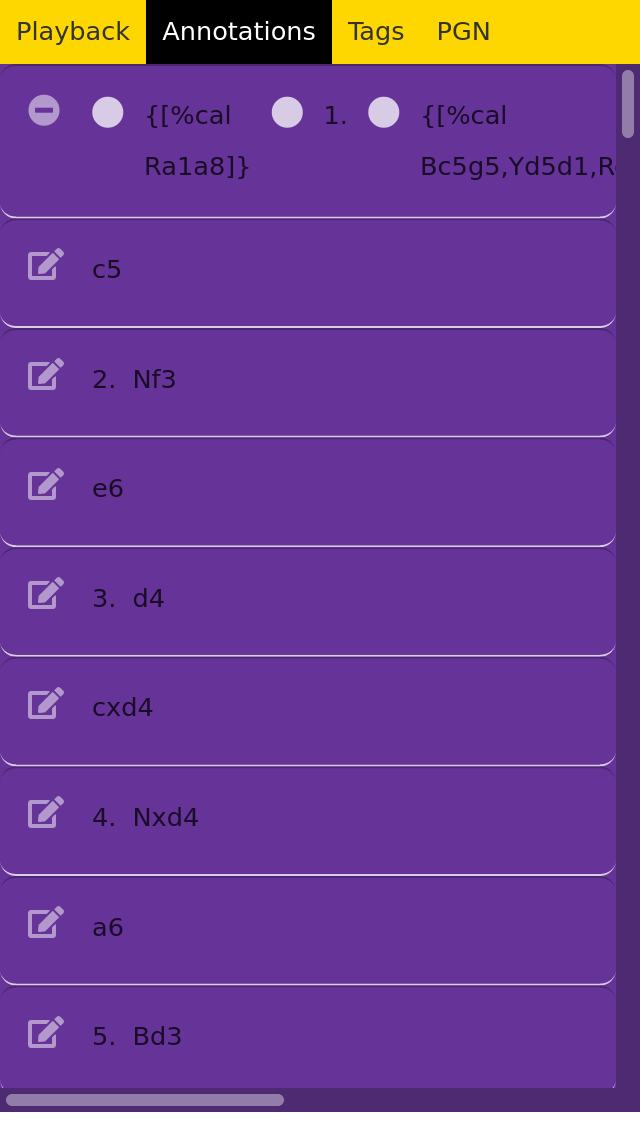 Playback Annotations Tags PGN
{[%cal 1. {[%cal
Ra1a8]} Bc5g5,Yd5d1,R
c5
2. Nf3
e6
3. d4
cxd4
4. Nxd4
a6
5. Bd3